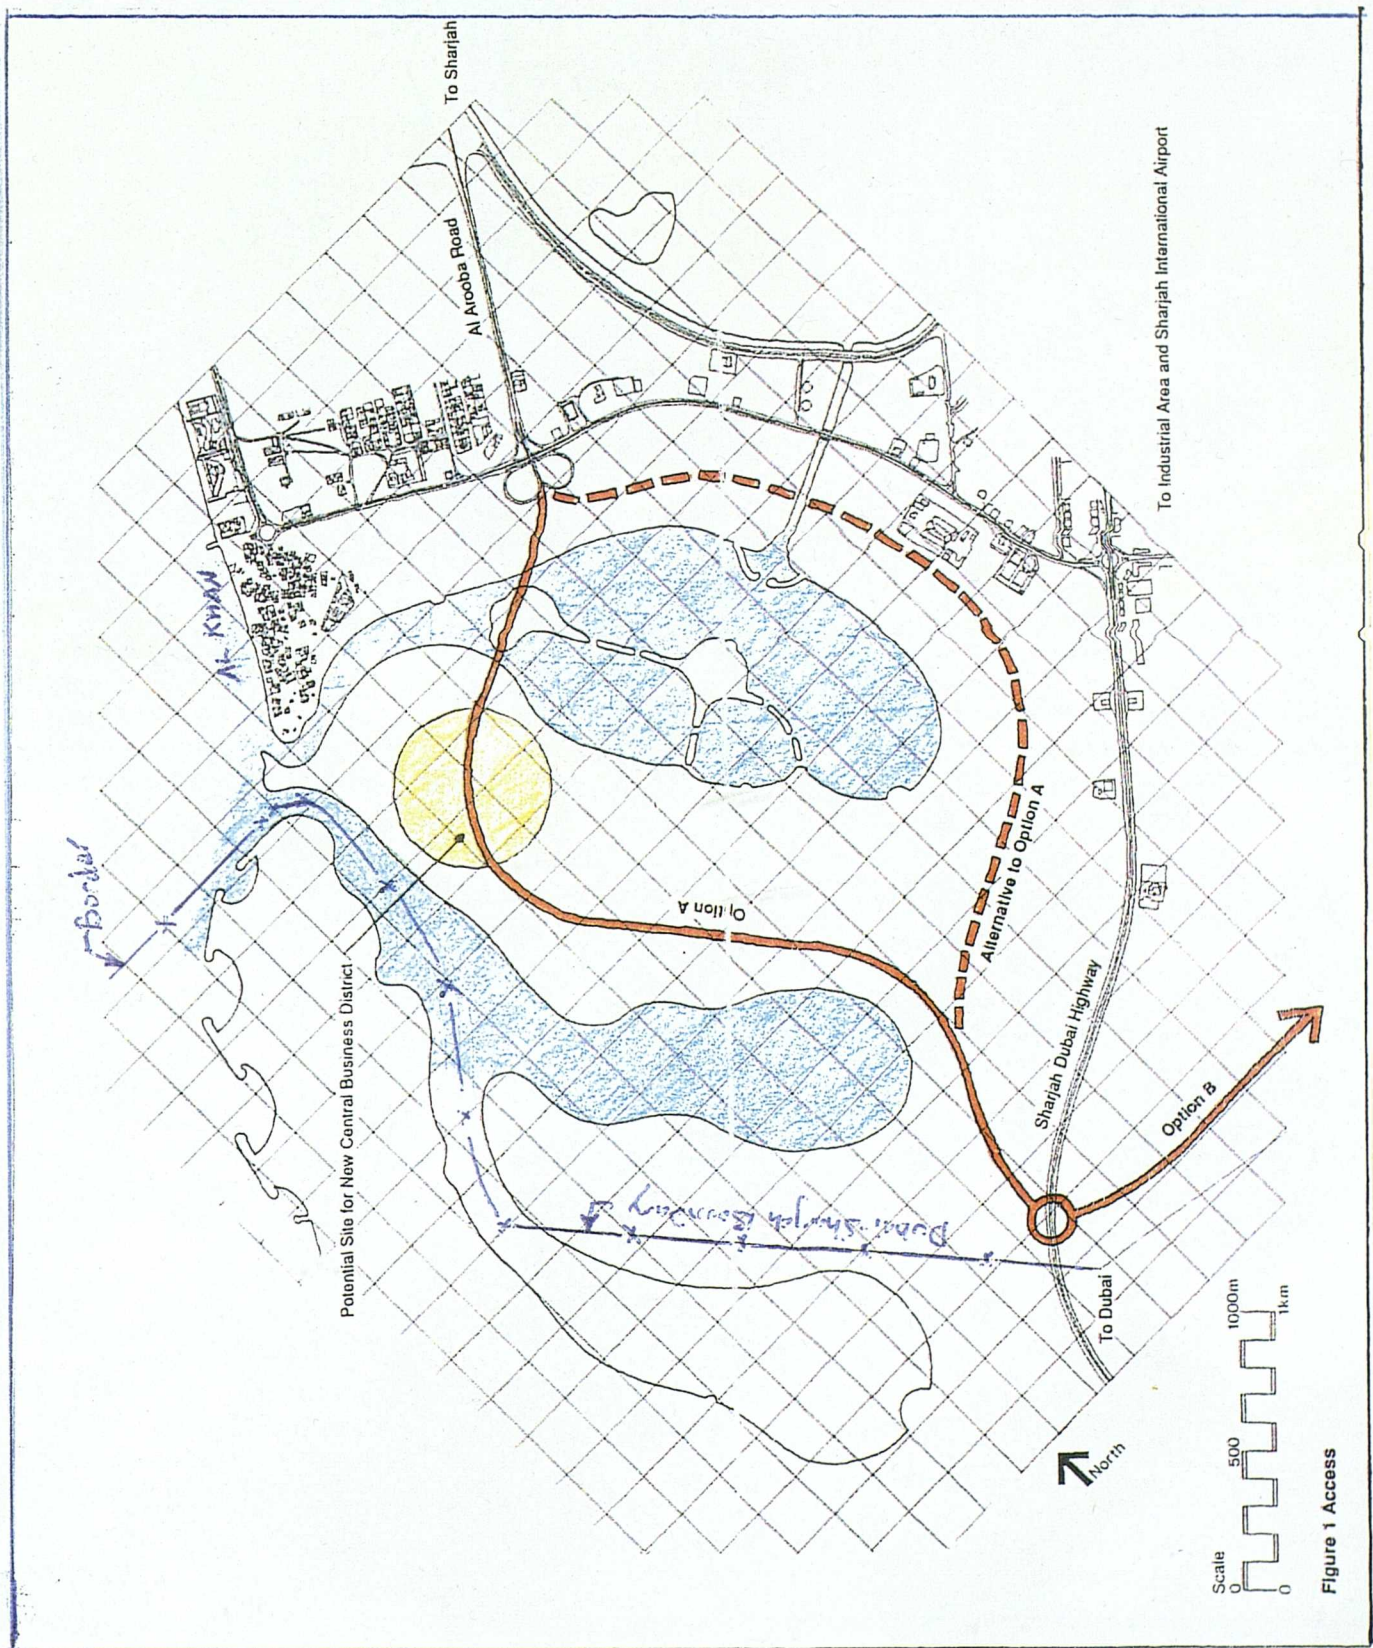 To Sharjah
Al Arooba Road
To Industrial Area and Sharjah International Airport
AL KHAN
Border
Potential Site for New Central Business District
Option A
Alternative to Option A
Sharjah Dubai Highway
Option B
Dubai Sharjah Boundary
To Dubai
North
Scale
0 500 1000m
0 1km
Figure 1 Access